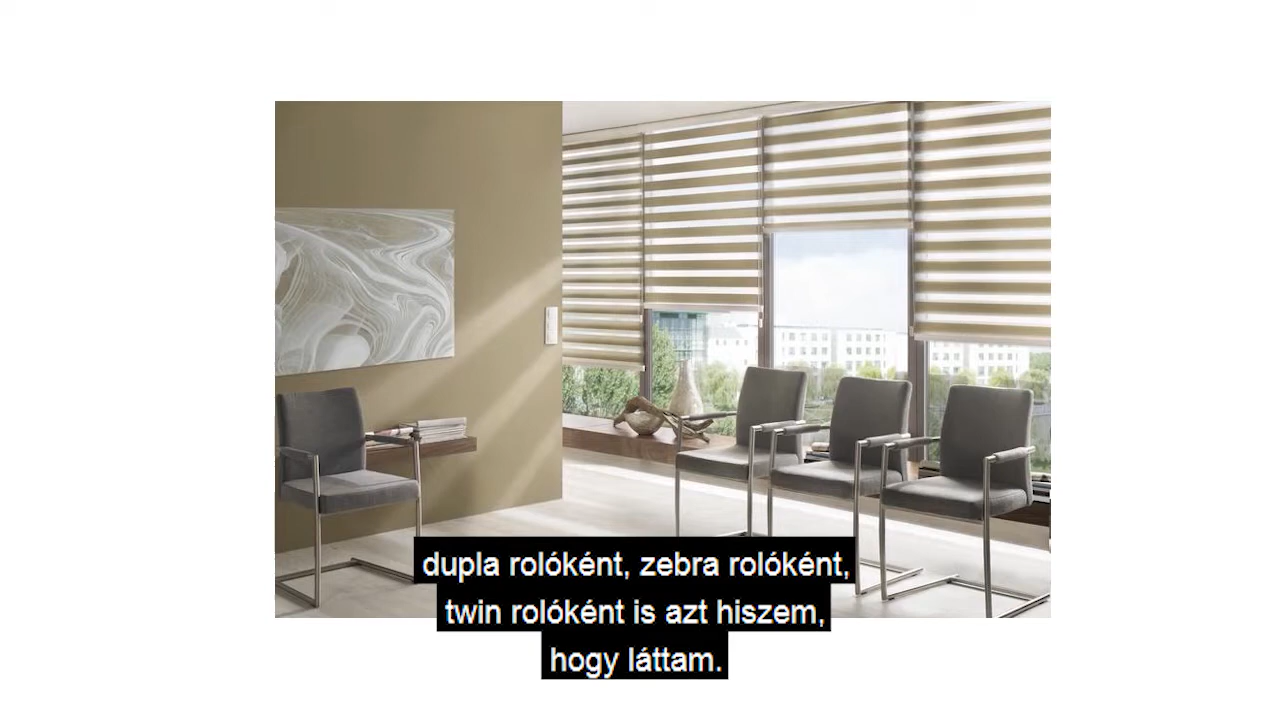 dupla rolóként, zebra rolóként,
twin rolóként is azt hiszem,
hogy láttam.